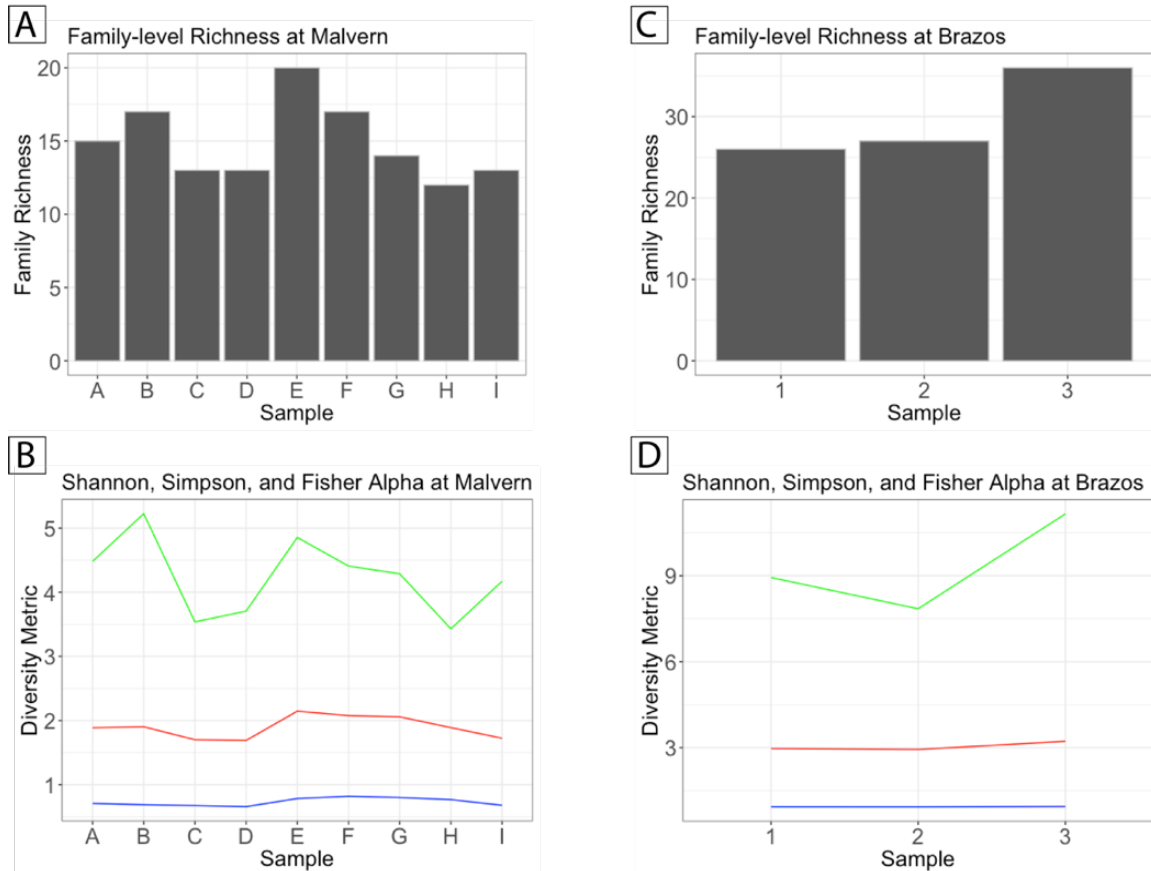 A
Family-level Richness at Malvern
Family Richness
20
15
10
5
0
A B C D E F G H I
Sample
C
Family-level Richness at Brazos
Family Richness
30
20
10
0
1 2 3
Sample
B
Shannon, Simpson, and Fisher Alpha at Malvern
Diversity Metric
5
4
3
2
1
A B C D E F G H I
Sample
D
Shannon, Simpson, and Fisher Alpha at Brazos
Diversity Metric
9
6
3
1 2 3
Sample